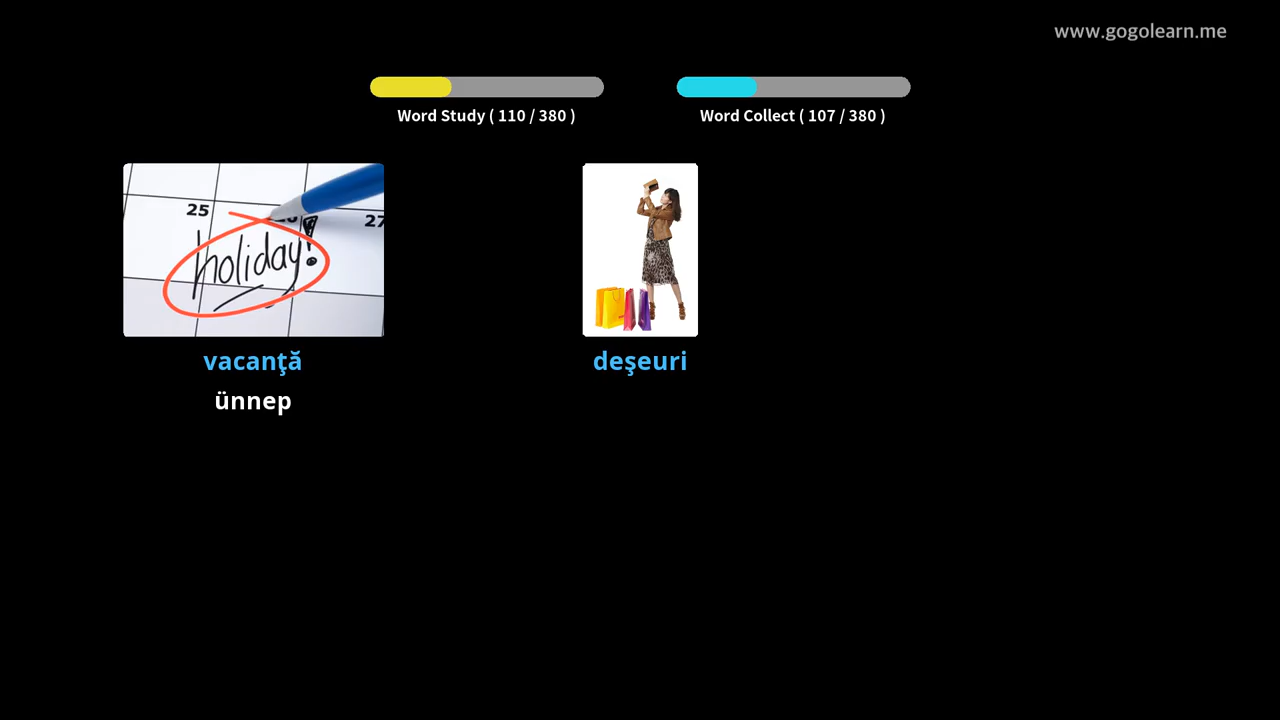 www.gogolearn.me
Word Study ( 110 / 380 )
Word Collect ( 107 / 380 )
25
27
holiday!
vacanţă
deşeuri
ünnep